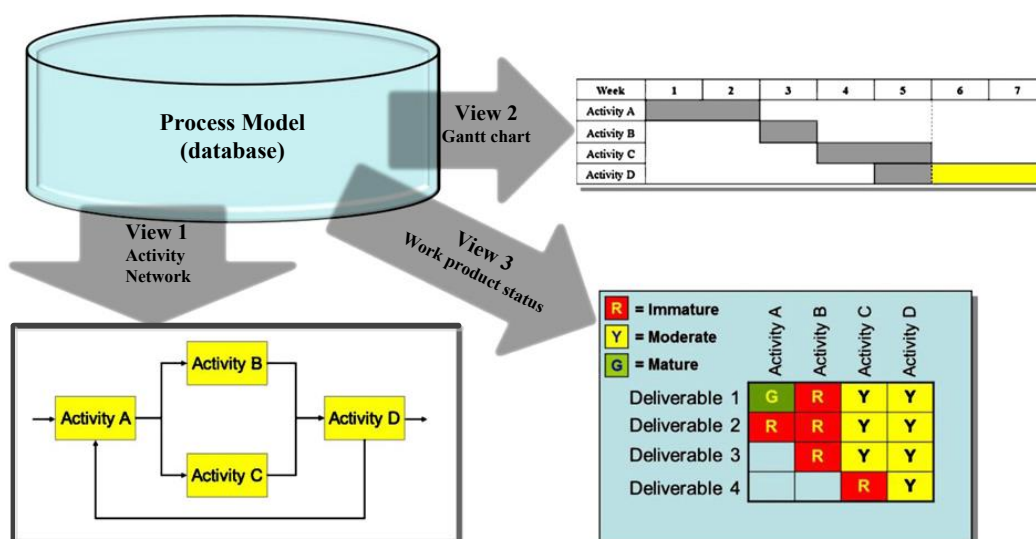 Process Model
(database)
View 2
Gantt chart
Week 1 2 3 4 5 6 7
Activity A
Activity B
Activity C
Activity D
View 1
Activity
Network
View 3
Work product status
Activity A
Activity B
Activity C
Activity D
R = Immature
Y = Moderate
G = Mature
Activity A
Activity B
Activity C
Activity D
Deliverable 1 G R Y Y
Deliverable 2 R R Y Y
Deliverable 3 R Y Y
Deliverable 4 R Y